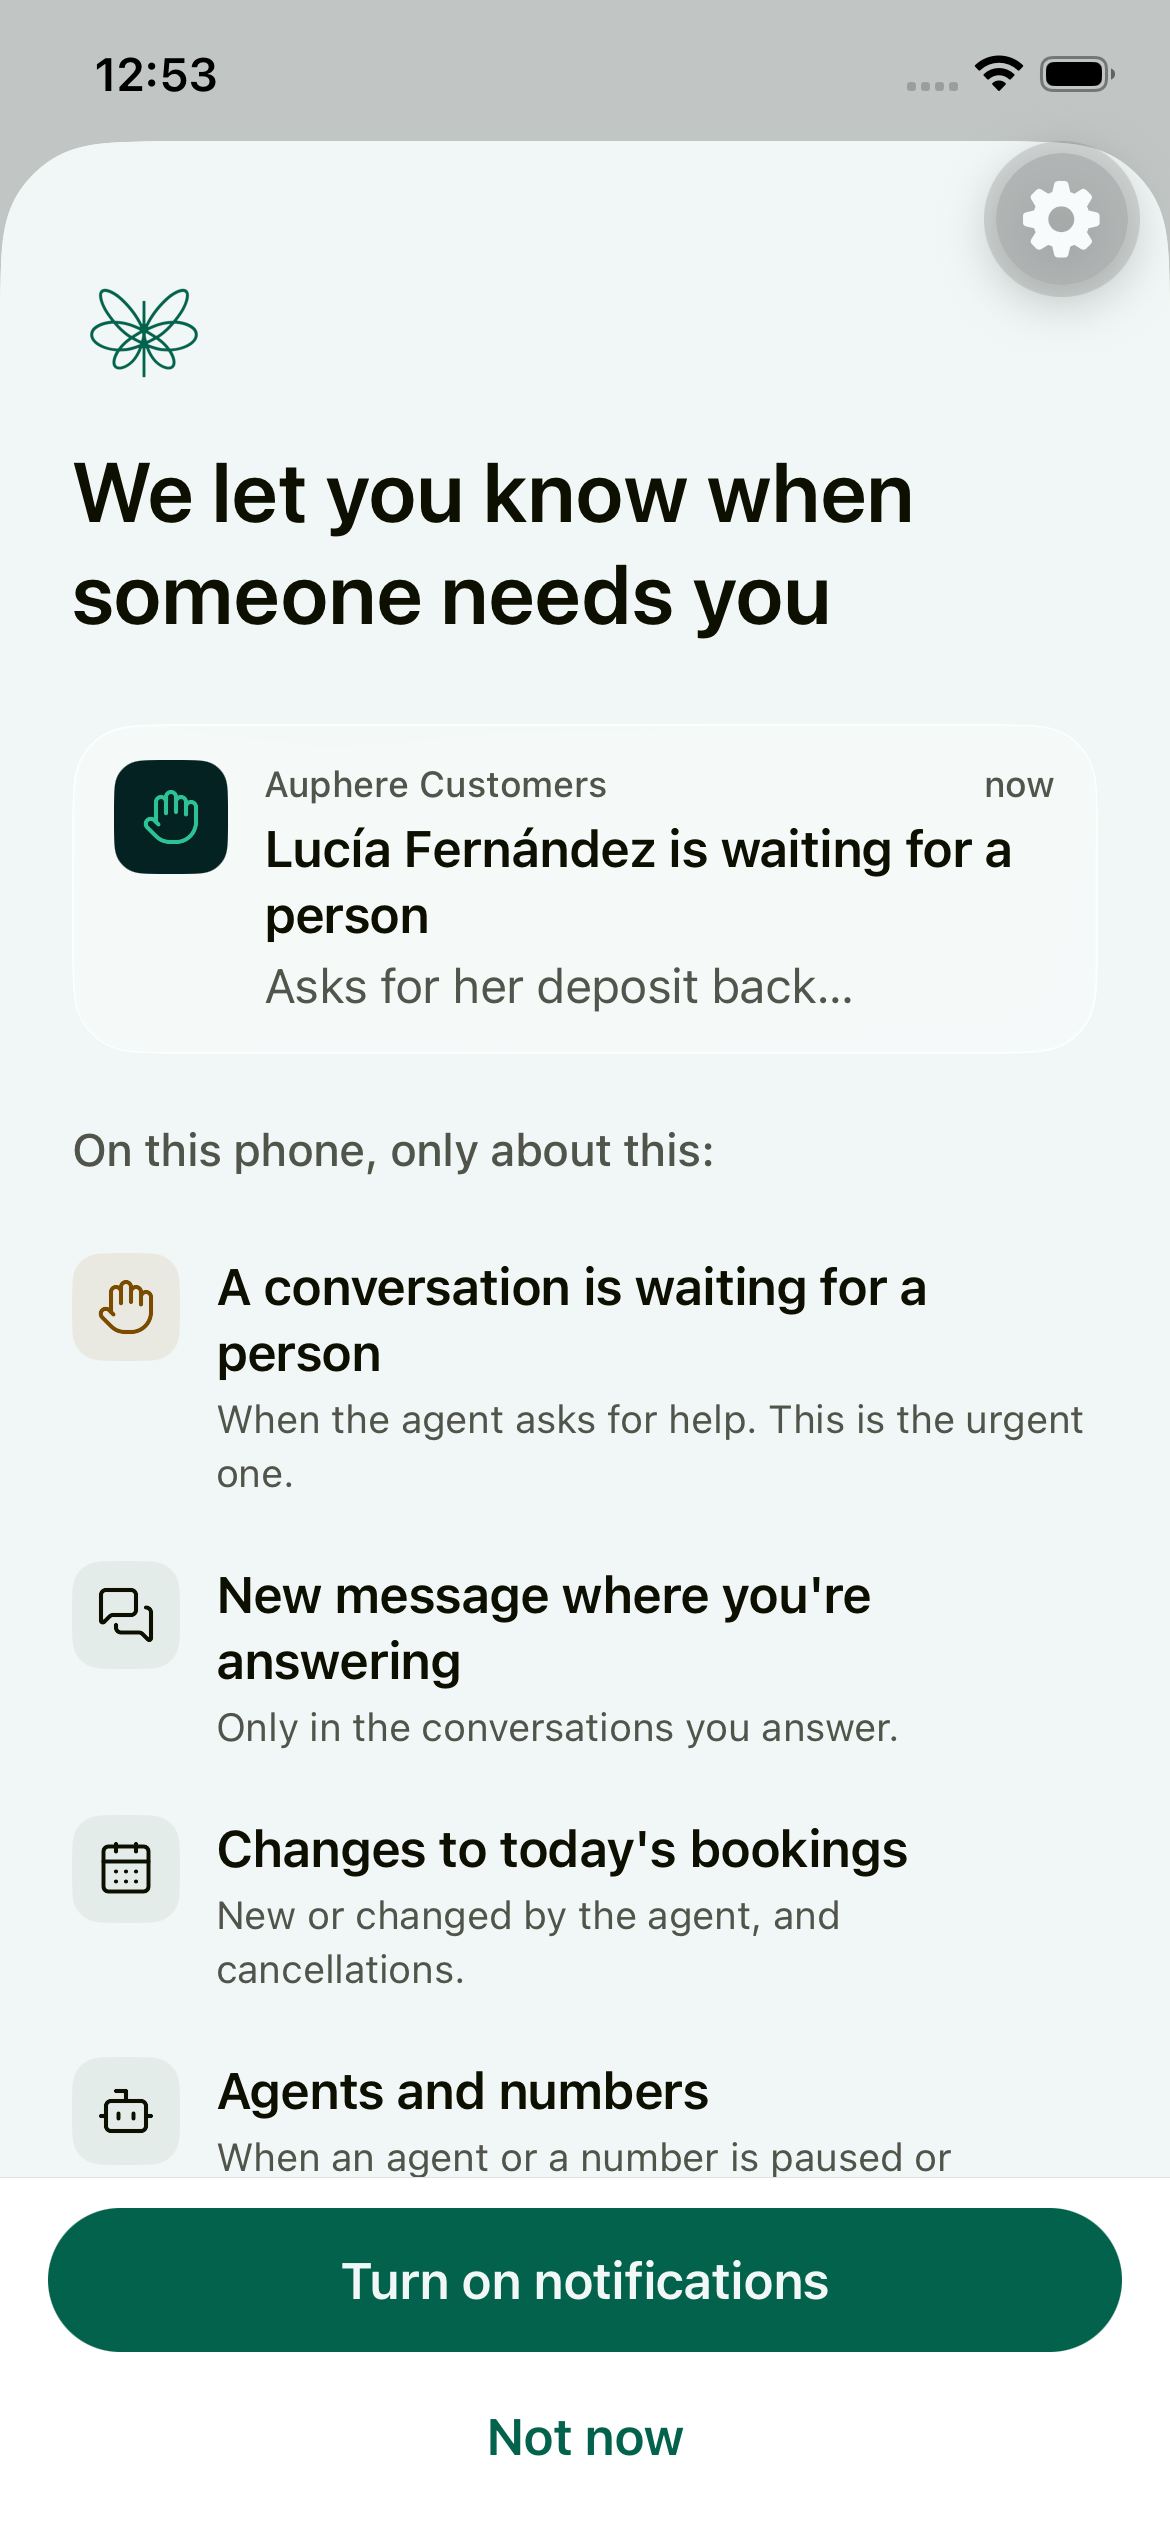 12:53
We let you know when
someone needs you
Auphere Customers now
Lucía Fernández is waiting for a
person
Asks for her deposit back...
On this phone, only about this:
A conversation is waiting for a
person
When the agent asks for help. This is the urgent
one.
New message where you're
answering
Only in the conversations you answer.
Changes to today's bookings
New or changed by the agent, and
cancellations.
Agents and numbers
When an agent or a number is paused or
Turn on notifications
Not now